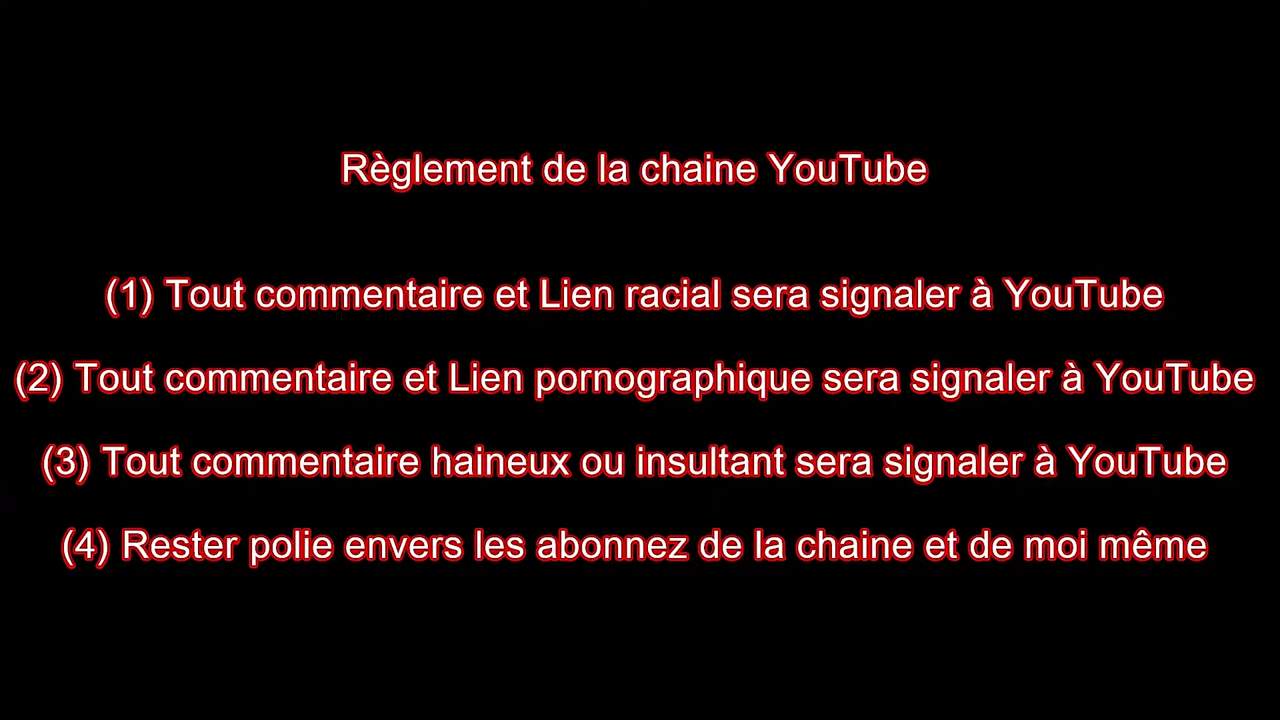 Règlement de la chaine YouTube
(1) Tout commentaire et Lien racial sera signaler à YouTube
(2) Tout commentaire et Lien pornographique sera signaler à YouTube
(3) Tout commentaire haineux ou insultant sera signaler à YouTube
(4) Rester polie envers les abonnez de la chaine et de moi même